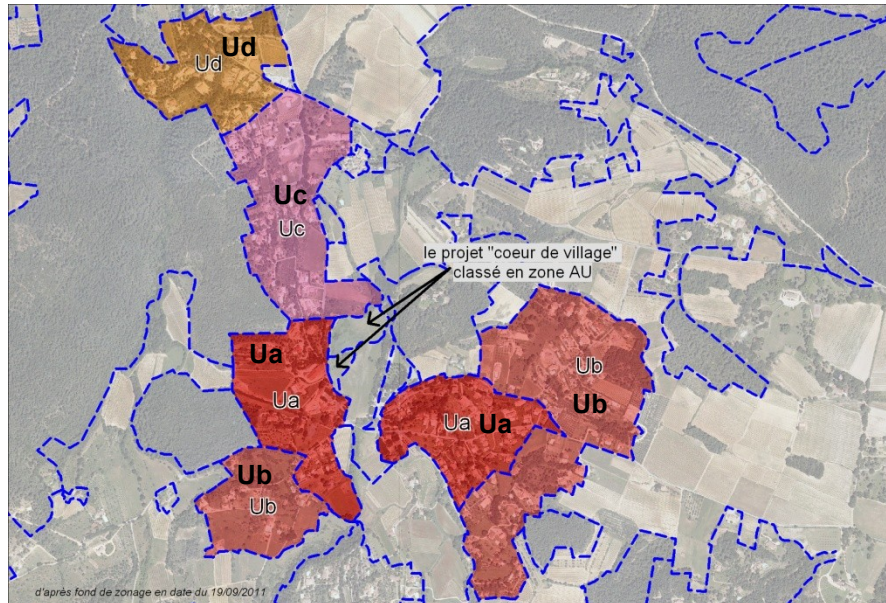 Ud
Ud
Uc
Uc
le projet "coeur de village"
classé en zone AU
Ua
Ua
Ub
Ub
Ua
Ua
Ub
Ub
d'après fond de zonage en date du 19/09/2011